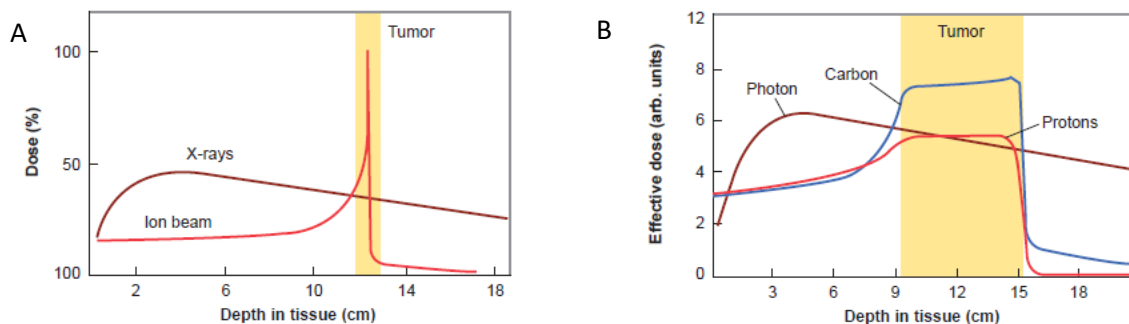 A
Dose (%)
100
50
100
Tumor
X-rays
Ion beam
2 6 10 14 18
Depth in tissue (cm)
B
Effective dose (arb. units)
12
8
6
4
2
0
Tumor
Carbon
Photon
Protons
3 6 9 12 15 18
Depth in tissue (cm)